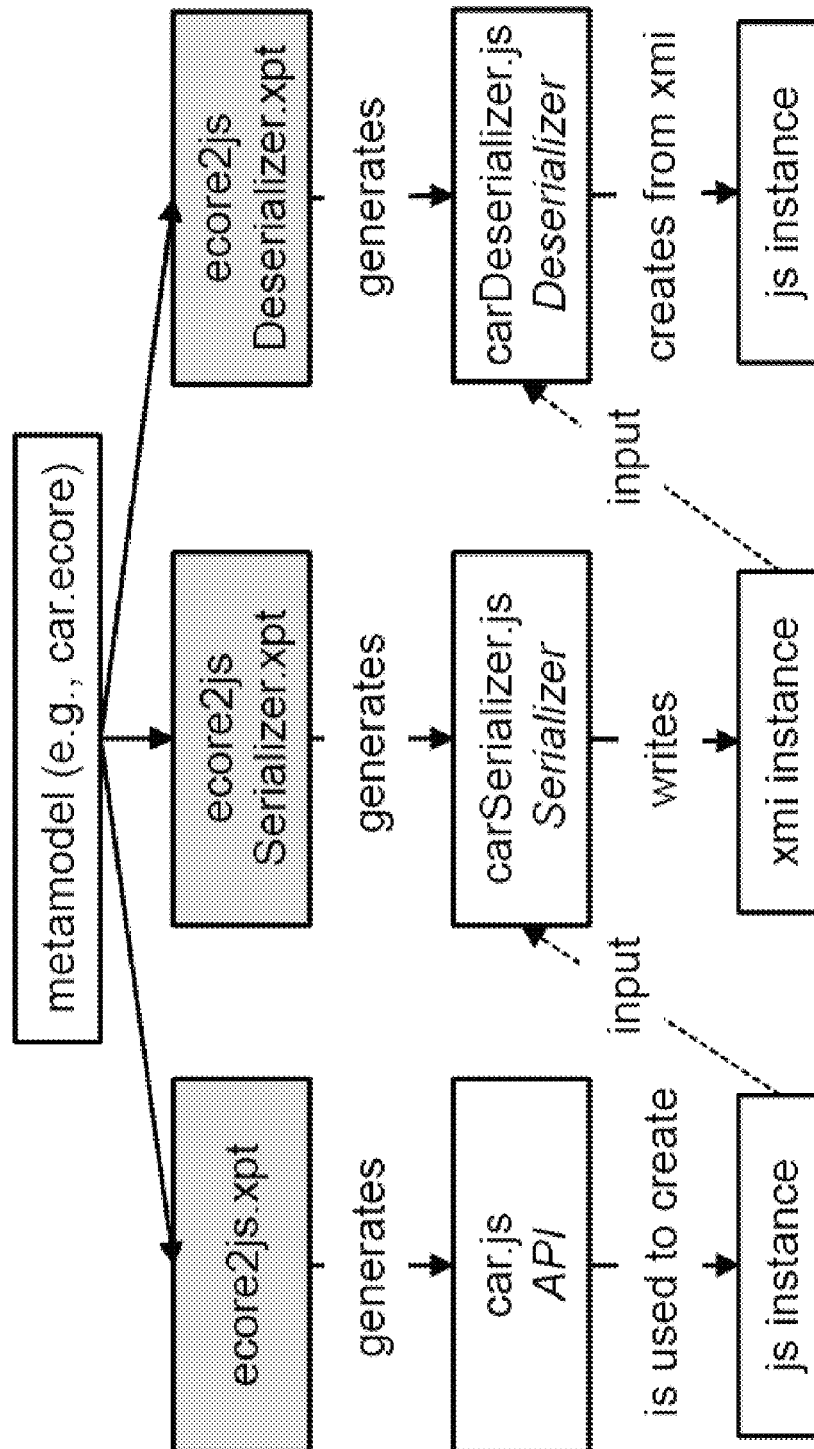 metamodel (e.g., car.ecore)
ecore2js.xpt
ecore2js
Serializer.xpt
ecore2js
Deserializer.xpt
generates
generates
generates
car.js
API
carSerializer.js
Serializer
carDeserializer.js
Deserializer
is used to create
input
writes
input
creates from xmi
js instance
xmi instance
js instance